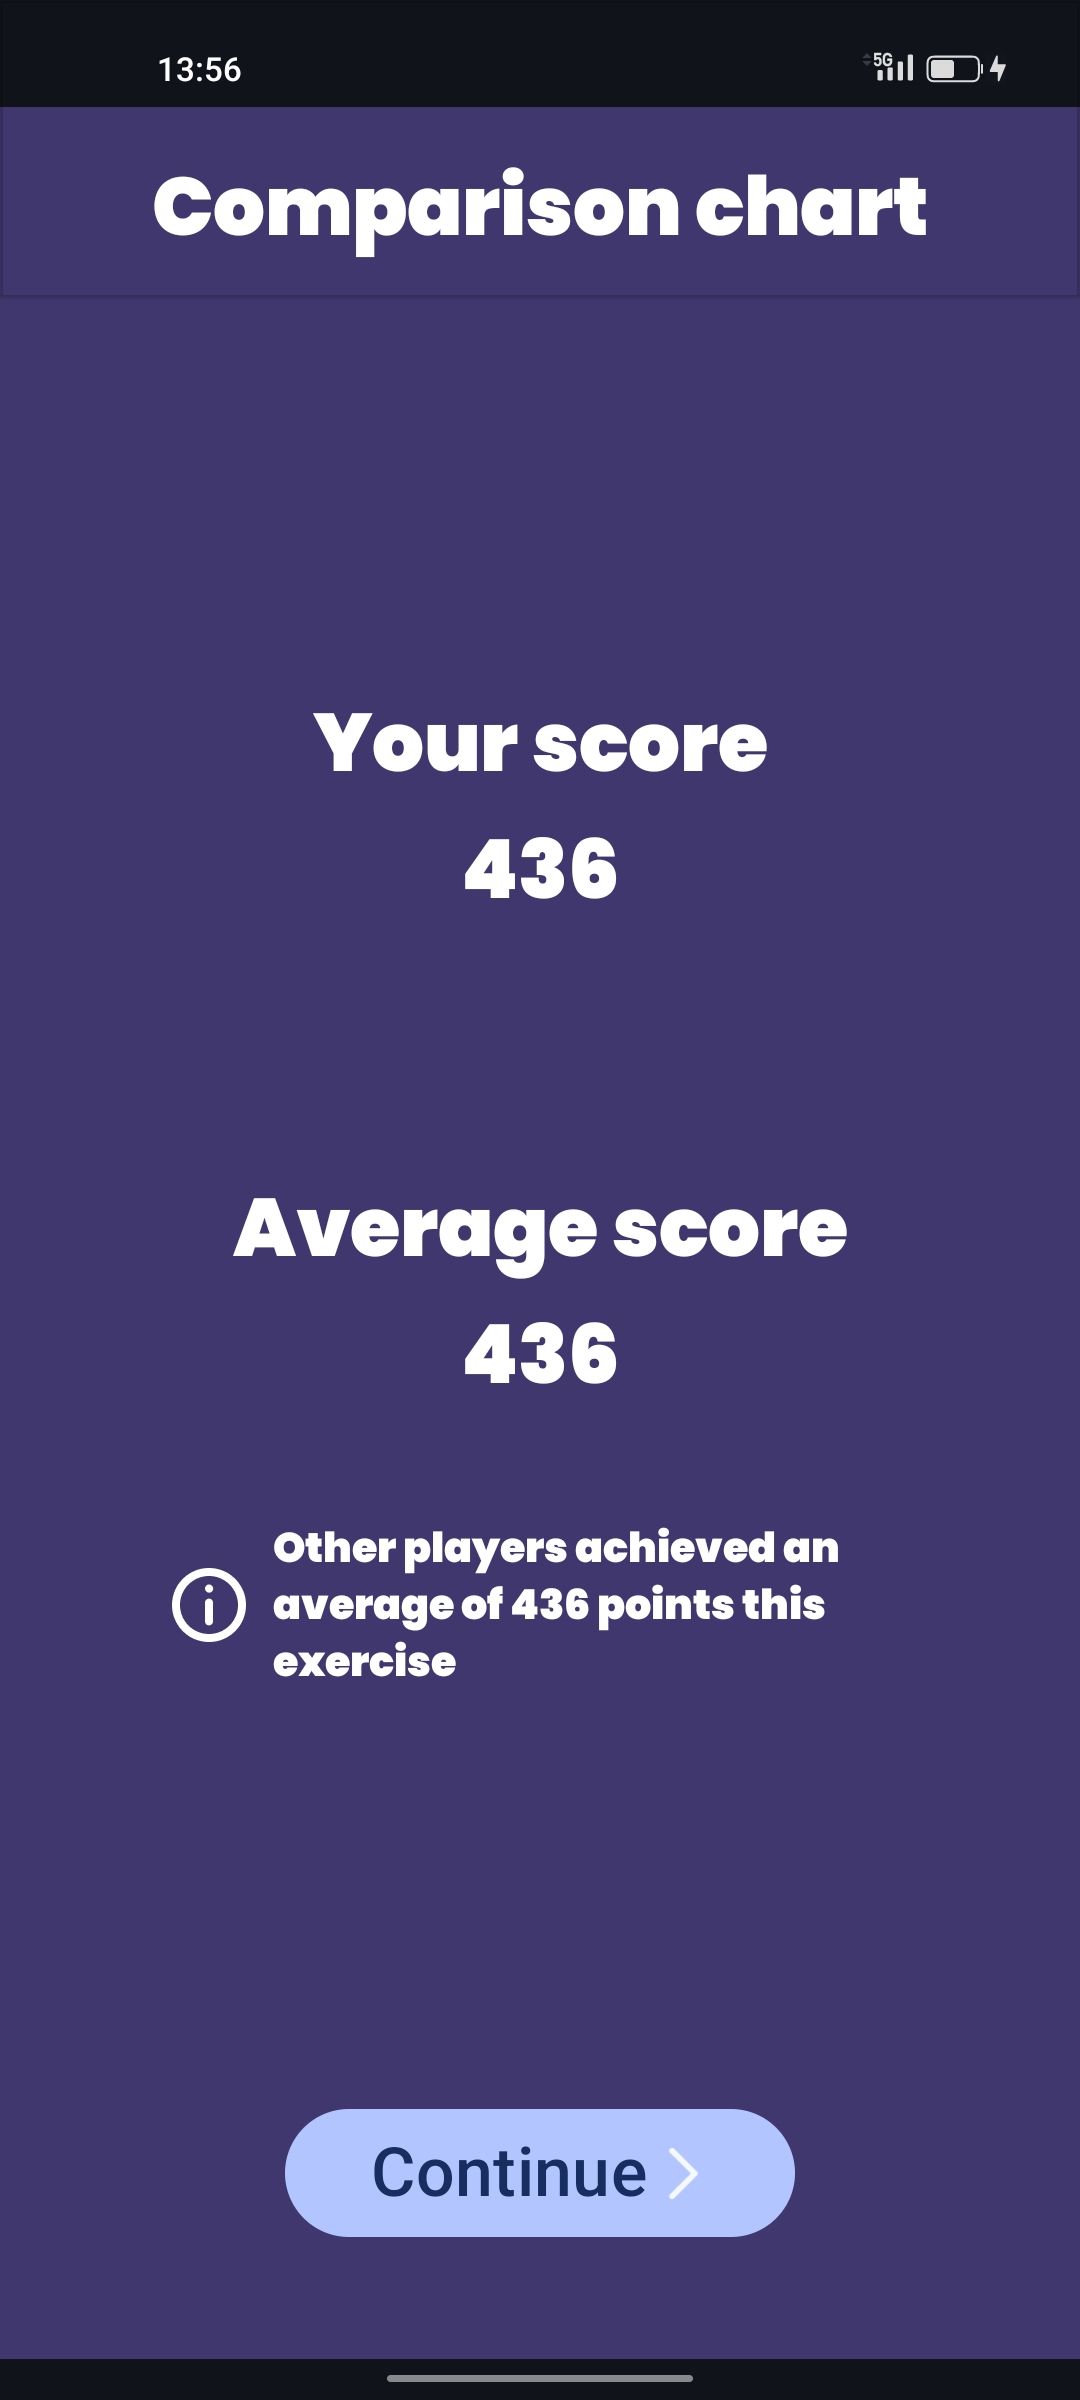 13:56
5G
Comparison chart
Your score
436
Average score
436
Other players achieved an
average of 436 points this
exercise
Continue